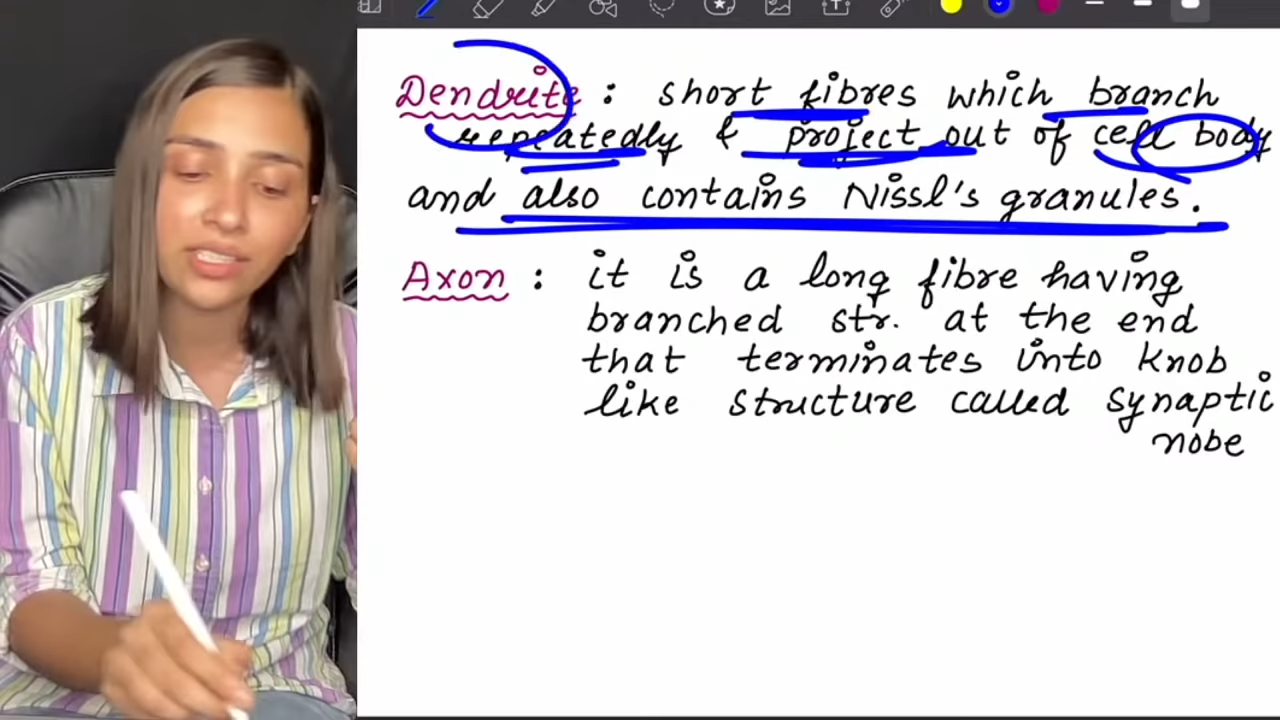 Dendrite : short fibres which branch
repeatedly & project out of cell body
and also contains Nissl's granules.
Axon : it is a long fibre having
branched str. at the end
that terminates into knob
like structure called synaptic
nobe